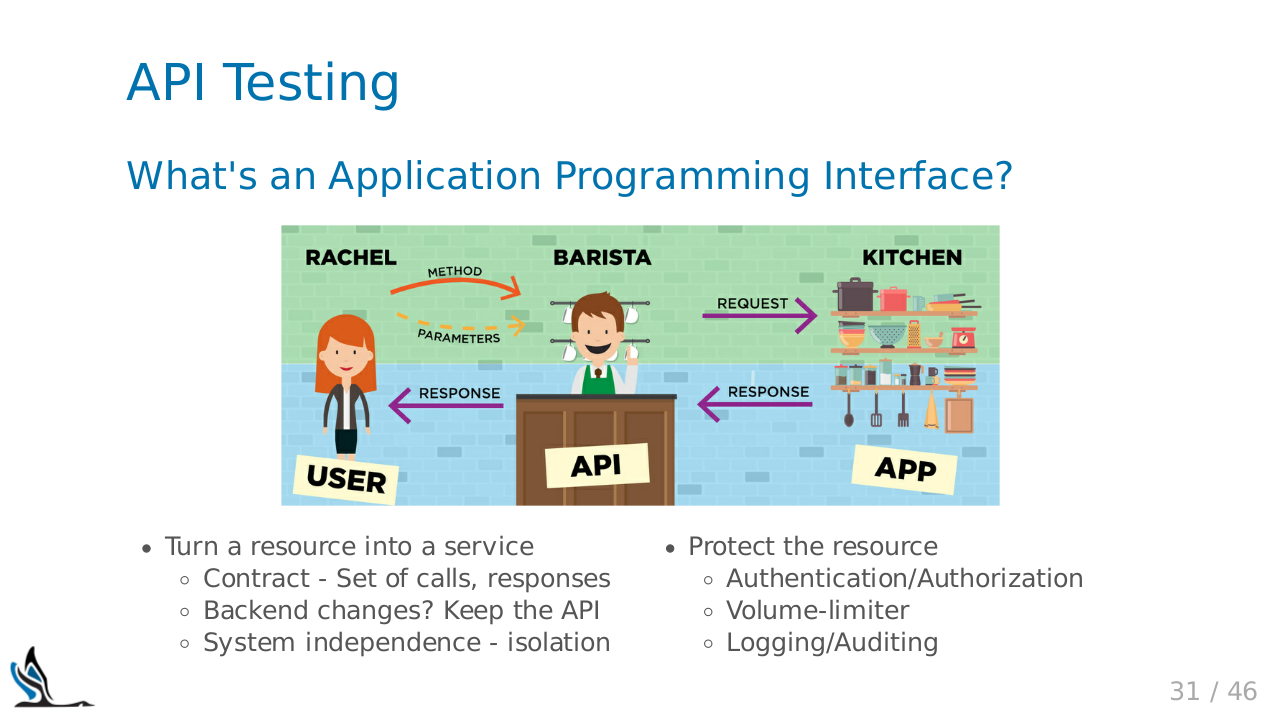 API Testing
What's an Application Programming Interface?
RACHEL
BARISTA
KITCHEN
METHOD
PARAMETERS
REQUEST
RESPONSE
RESPONSE
USER
API
APP
Turn a resource into a service
Contract - Set of calls, responses
Backend changes? Keep the API
System independence - isolation
Protect the resource
Authentication/Authorization
Volume-limiter
Logging/Auditing
31 / 46